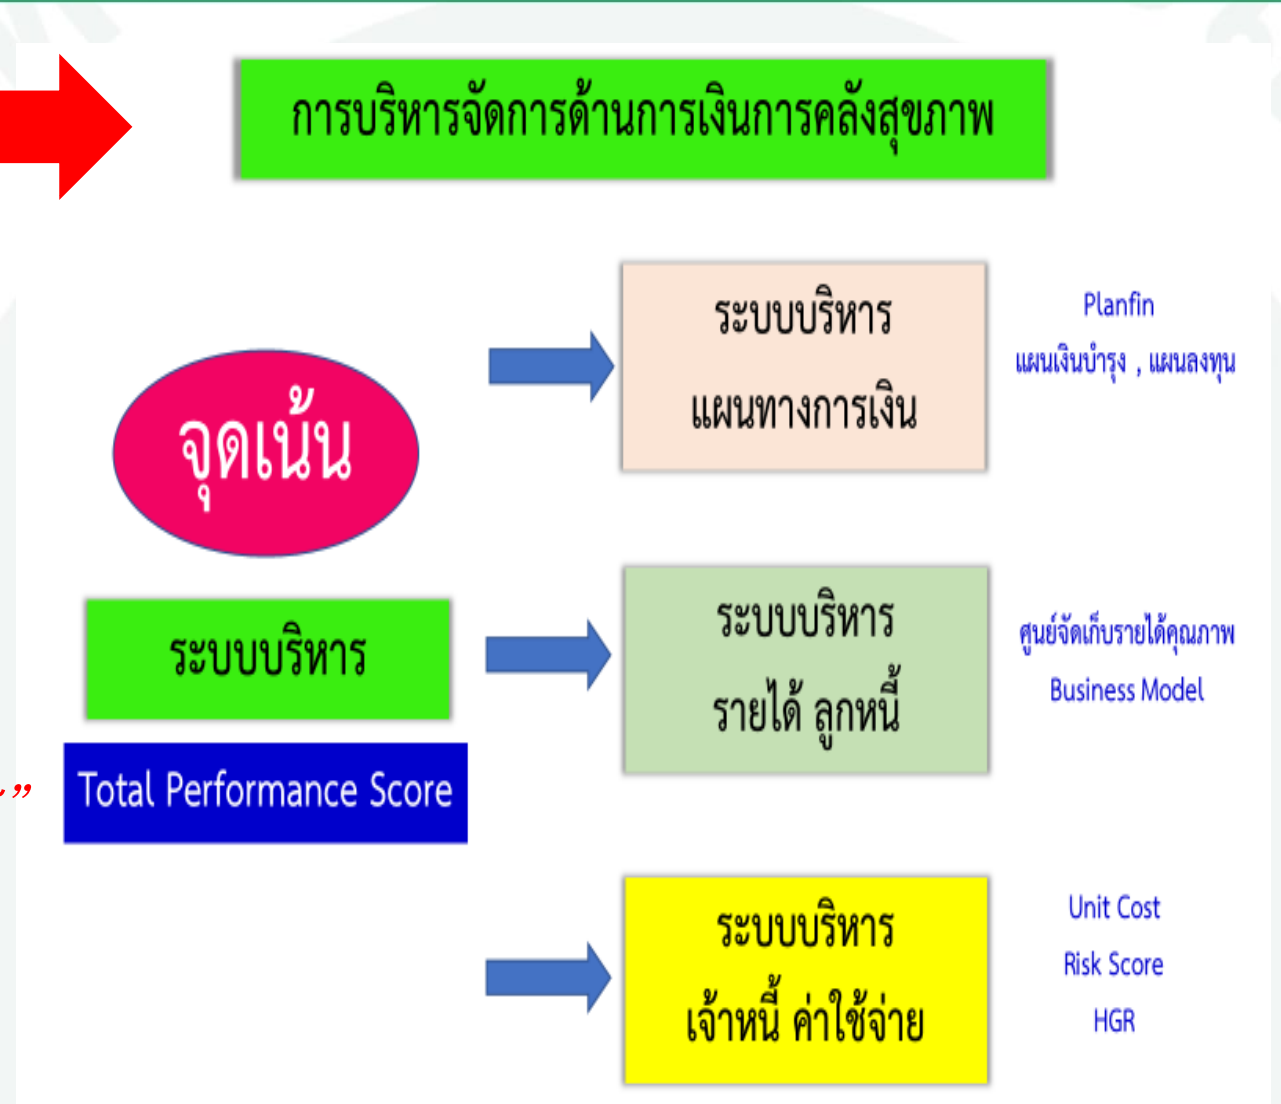 การบริหารจัดการด้านการเงินการคลังสุขภาพ
จุดเน้น
ระบบบริหาร
Total Performance Score
ระบบบริหาร
แผนทางการเงิน
Planfin
แผนเงินบำรุง , แผนลงทุน
ระบบบริหาร
รายได้ ลูกหนี้
ศูนย์จัดเก็บรายได้คุณภาพ
Business Model
ระบบบริหาร
เจ้าหนี้ ค่าใช้จ่าย
Unit Cost
Risk Score
HGR